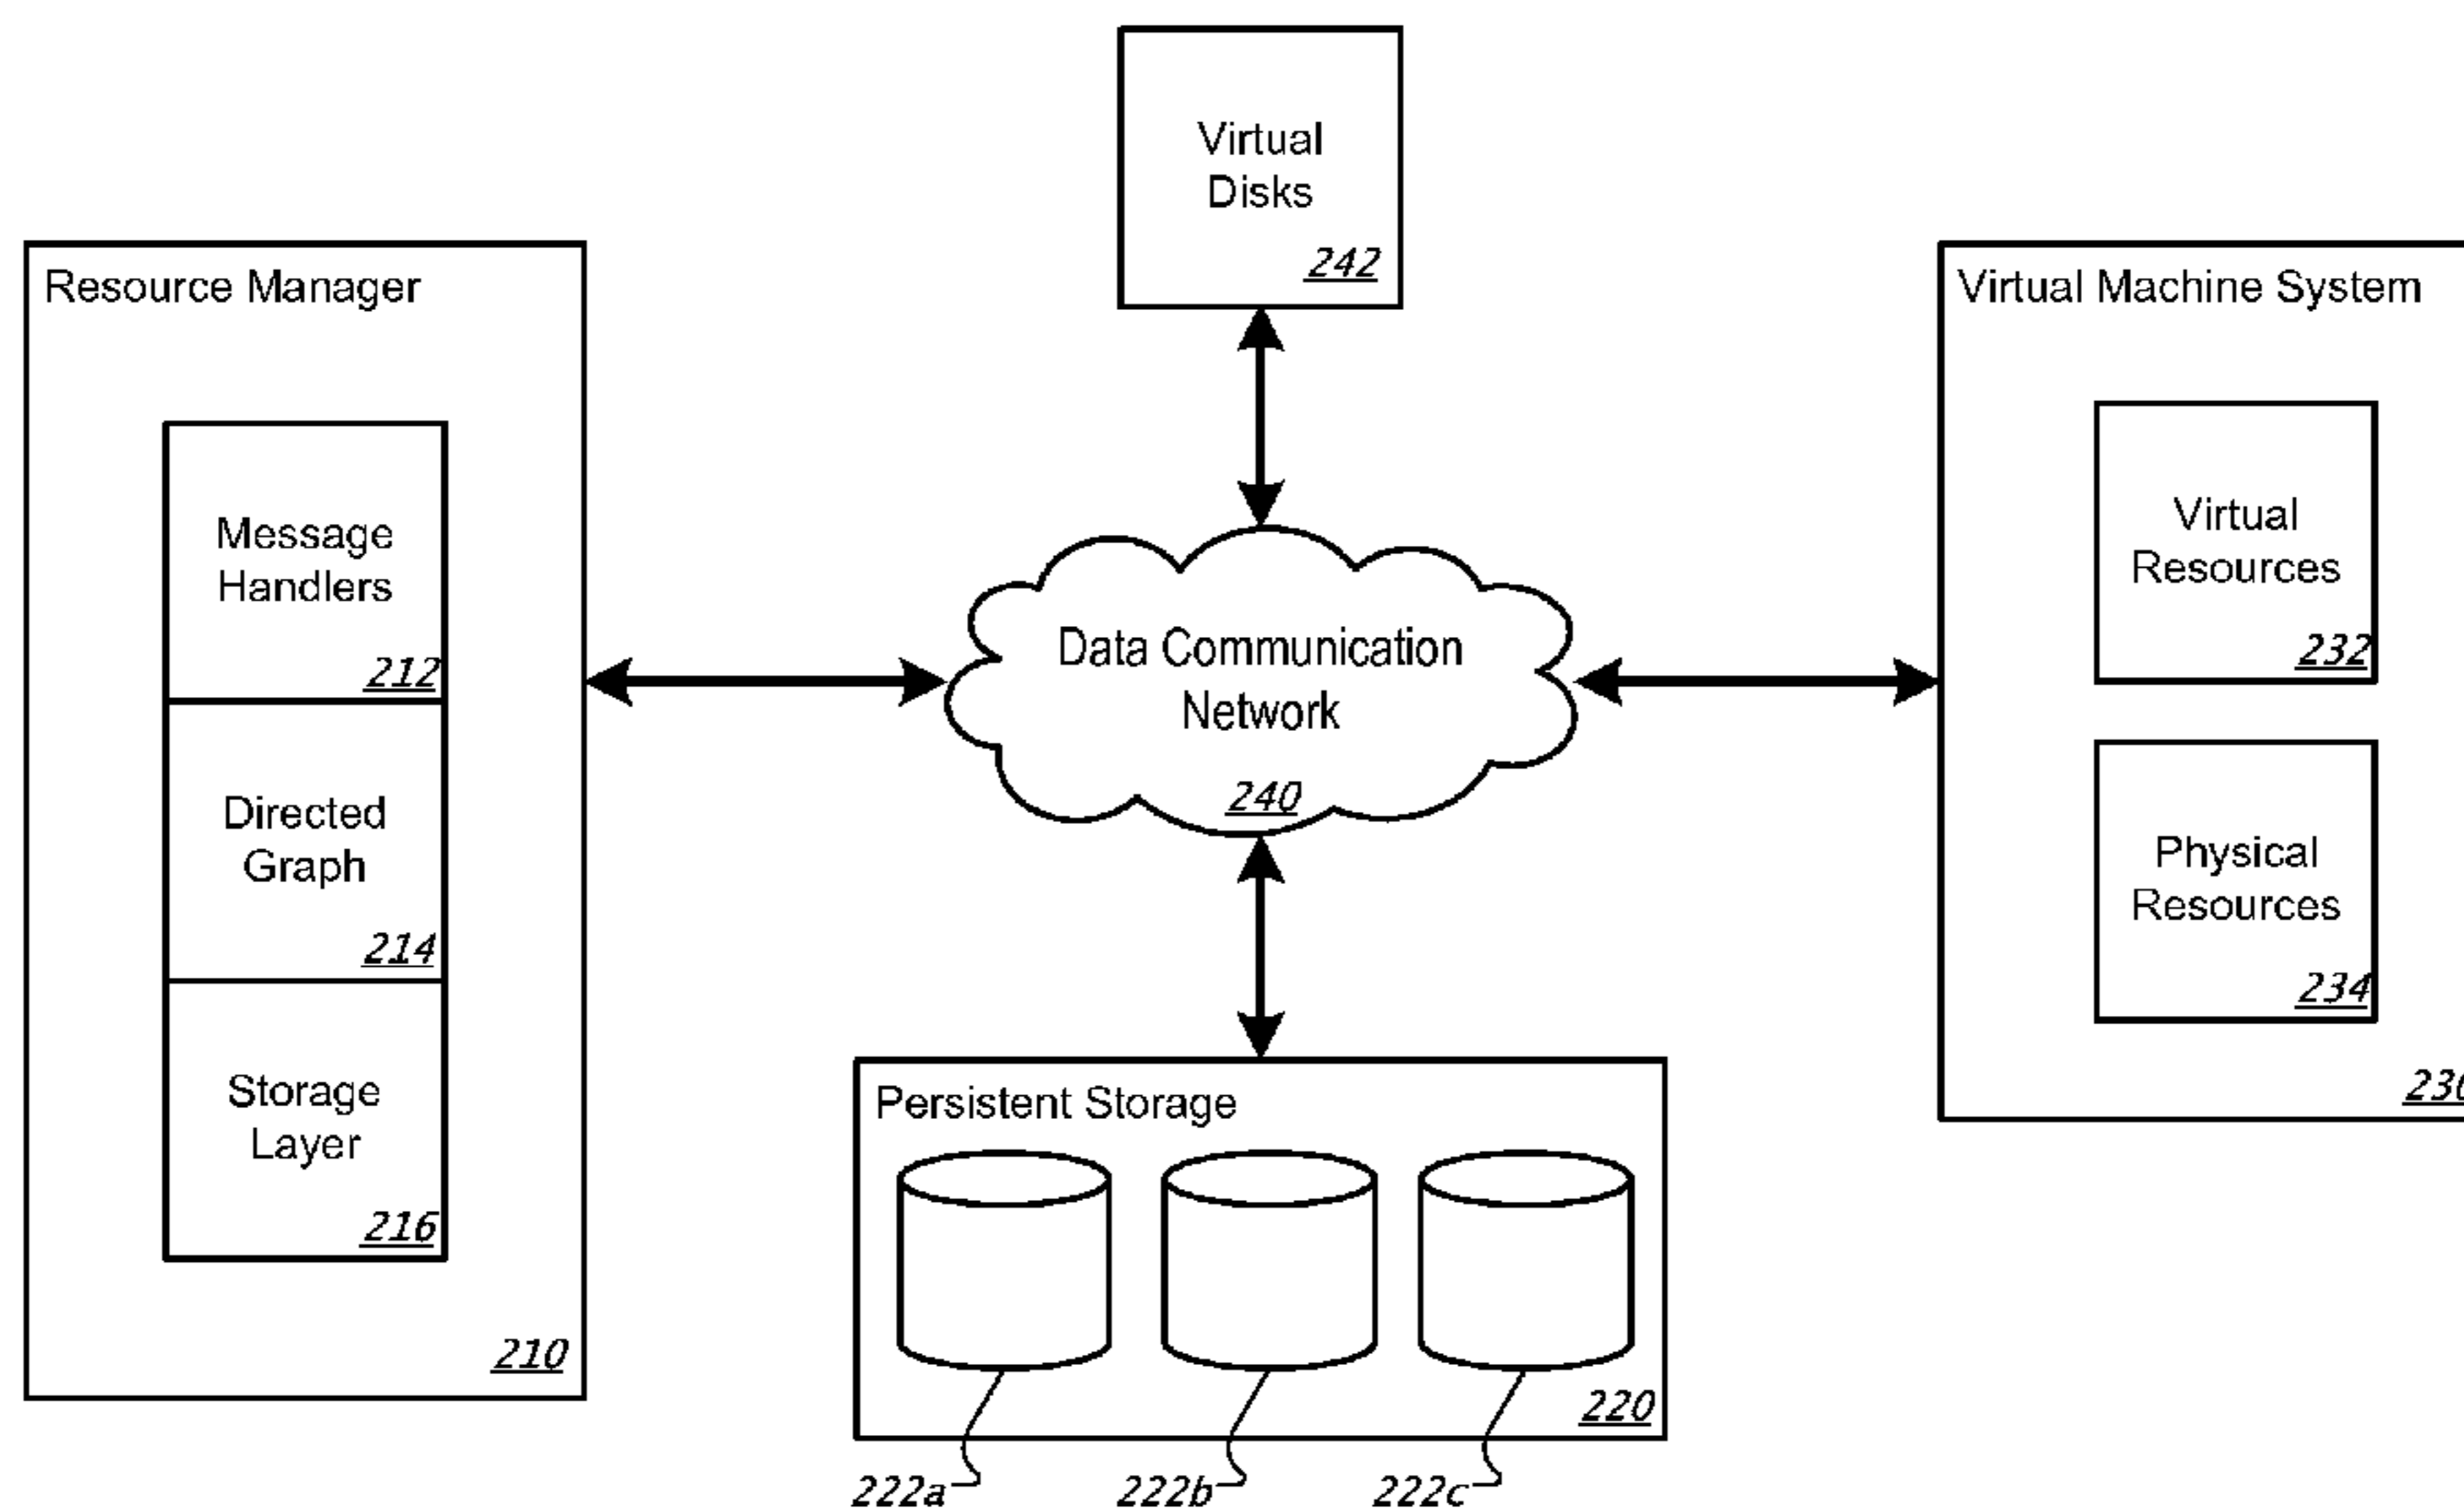 Virtual
Disks
242
Resource Manager
Message
Handlers
212
Directed
Graph
214
Storage
Layer
216
210
Data Communication
Network
240
Virtual Machine System
Virtual
Resources
232
Physical
Resources
234
Persistent Storage
220
222a
222b
222c